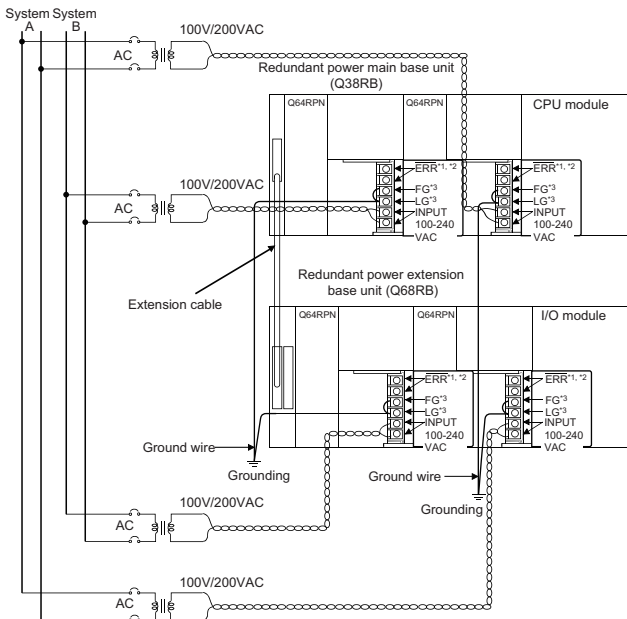 System System
A B
100V/200VAC
AC
Redundant power main base unit
(Q38RB)
Q64RPN
Q64RPN
CPU module
ERR*1, *2
FG*3
LG*3
INPUT
100-240
VAC
ERR*1, *2
FG*3
LG*3
INPUT
100-240
VAC
100V/200VAC
AC
Extension cable
Redundant power extension
base unit (Q68RB)
Q64RPN
Q64RPN
I/O module
ERR*1, *2
FG*3
LG*3
INPUT
100-240
VAC
ERR*1, *2
FG*3
LG*3
INPUT
100-240
VAC
Ground wire
Grounding
Ground wire
Grounding
100V/200VAC
AC
100V/200VAC
AC